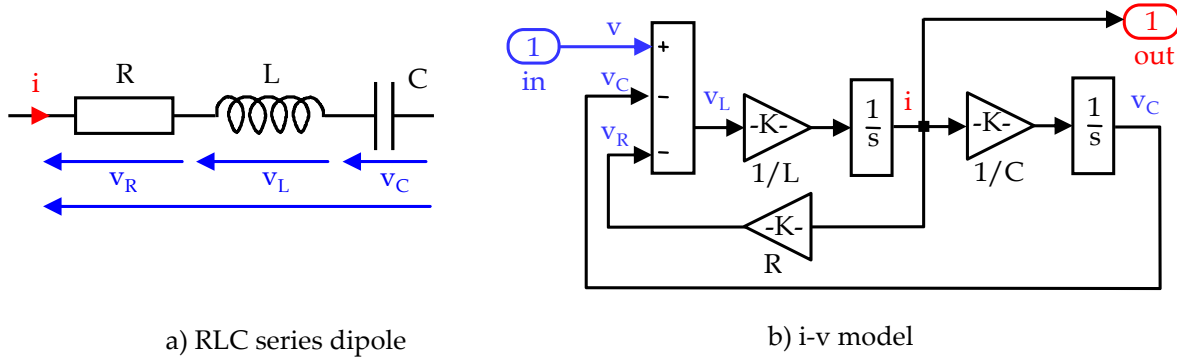 i
R
L
C
v_R
v_L
v_C
a) RLC series dipole
1
in
v
+
v_C
−
v_R
−
v_L
-K-
1/L
1
s
i
-K-
1/C
1
s
v_C
1
out
-K-
R
b) i-v model